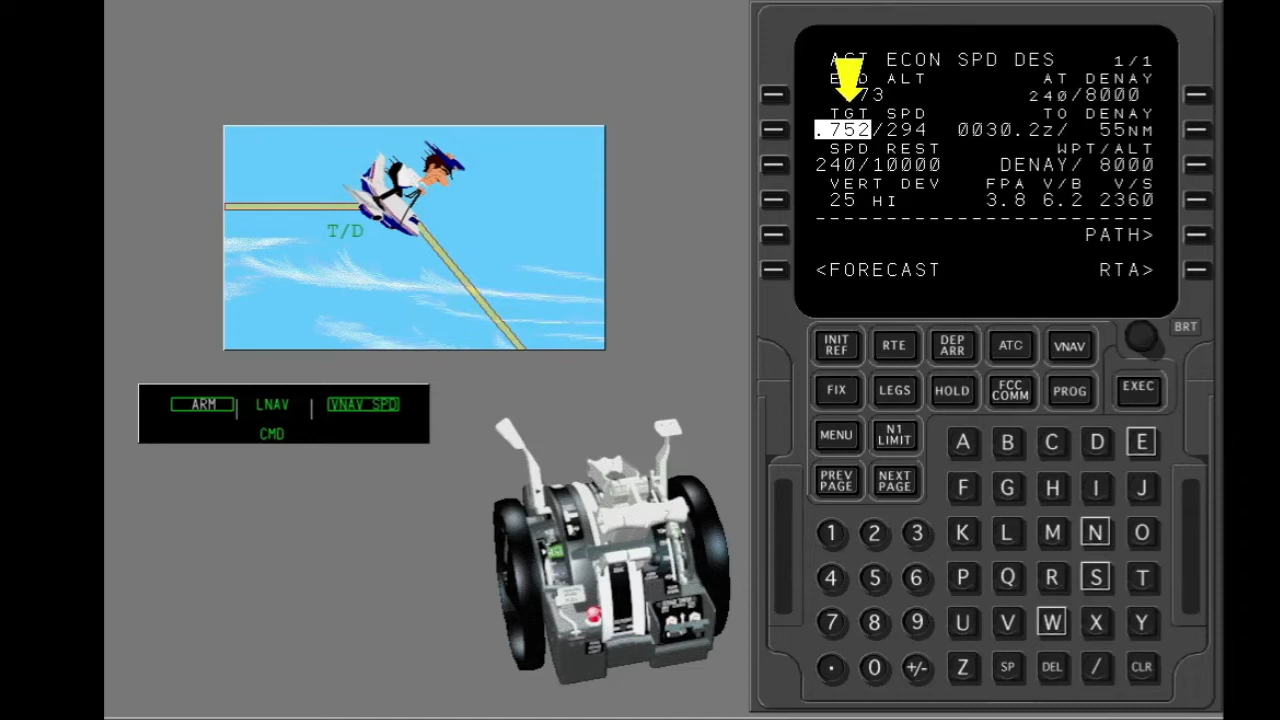 ECON SPD DES 1/1
ALT AT DENAY
73 240/8000
TGT SPD TO DENAY
.752/294 0030.2Z/ 55NM
SPD REST WPT/ALT
240/10000 DENAY/ 8000
VERT DEV FPA V/B V/S
25 HI 3.8 6.2 2360
PATH>
<FORECAST RTA>
T/D
ARM LNAV VNAV SPD
CMD
BRT
INIT REF RTE DEP ARR ATC VNAV
FIX LEGS HOLD FCC COMM PROG EXEC
MENU N1 LIMIT
PREV PAGE NEXT PAGE
A B C D E
F G H I J
1 2 3 K L M N O
4 5 6 P Q R S T
7 8 9 U V W X Y
. 0 +/- Z SP DEL / CLR